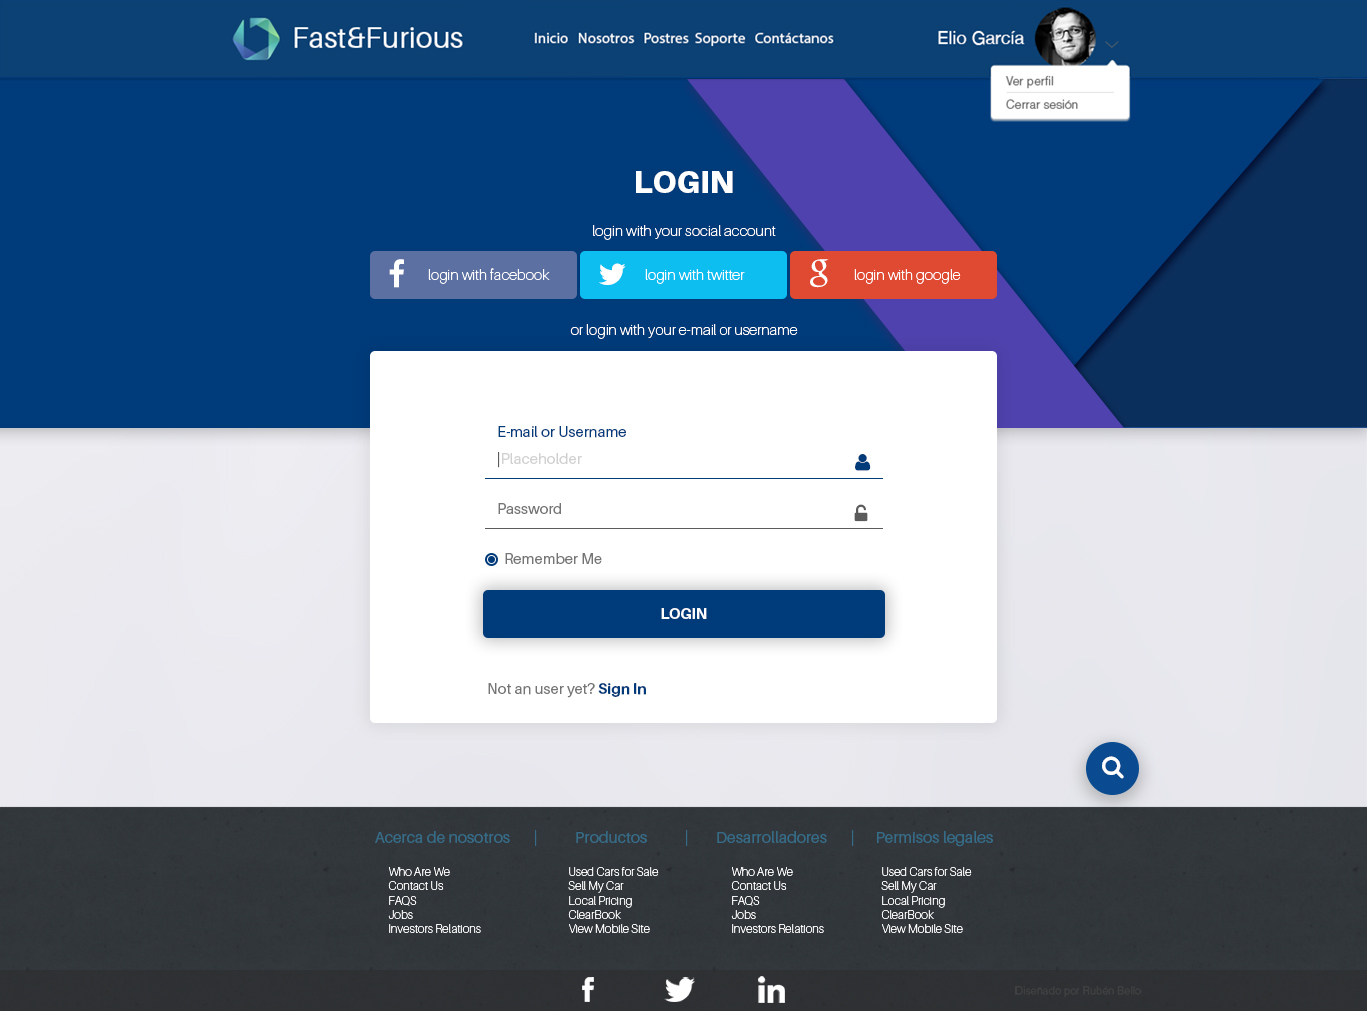 Fast&Furious
Inicio Nosotros Postres Soporte Contáctanos
Elio García
Ver perfil
Cerrar sesión
LOGIN
login with your social account
login with facebook
login with twitter
login with google
or login with your e-mail or username
E-mail or Username
Placeholder
Password
Remember Me
LOGIN
Not an user yet? Sign In
Acerca de nosotros | Productos | Desarrolladores | Permisos legales
Who Are We
Contact Us
FAQS
Jobs
Investors Relations
Used Cars for Sale
Sell My Car
Local Pricing
ClearBook
View Mobile Site
Who Are We
Contact Us
FAQS
Jobs
Investors Relations
Used Cars for Sale
Sell My Car
Local Pricing
ClearBook
View Mobile Site
Diseñado por Rubén Bello